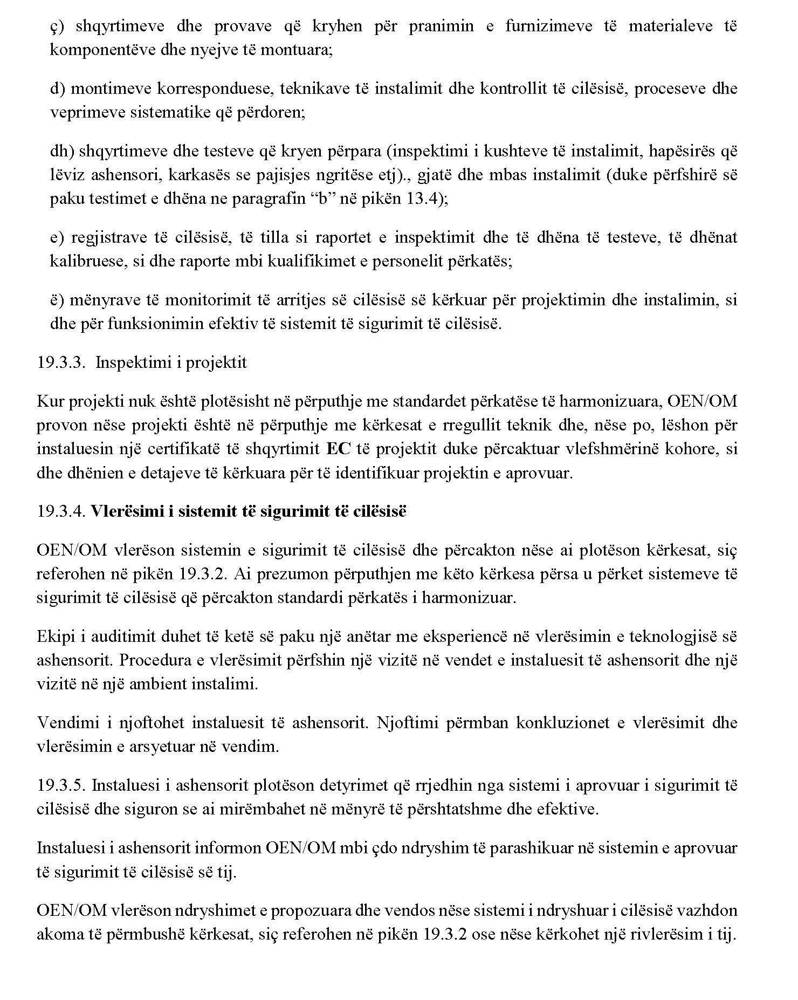 ç) shqyrtimeve dhe provave që kryhen për pranimin e furnizimeve të materialeve të
komponentëve dhe nyejve të montuara;
d) montimeve korresponduese, teknikave të instalimit dhe kontrollit të cilësisë, proceseve dhe
veprimeve sistematike që përdoren;
dh) shqyrtimeve dhe testeve që kryen përpara (inspektimi i kushteve të instalimit, hapësirës që
lëviz ashensori, karkasës se pajisjes ngritëse etj)., gjatë dhe mbas instalimit (duke përfshirë së
paku testimet e dhëna ne paragrafin “b” në pikën 13.4);
e) regjistrave të cilësisë, të tilla si raportet e inspektimit dhe të dhëna të testeve, të dhënat
kalibruese, si dhe raporte mbi kualifikimet e personelit përkatës;
ë) mënyrave të monitorimit të arritjes së cilësisë së kërkuar për projektimin dhe instalimin, si
dhe për funksionimin efektiv të sistemit të sigurimit të cilësisë.
19.3.3. Inspektimi i projektit
Kur projekti nuk është plotësisht në përputhje me standardet përkatëse të harmonizuara, OEN/OM
provon nëse projekti është në përputhje me kërkesat e rregullit teknik dhe, nëse po, lëshon për
instaluesin një certifikatë të shqyrtimit EC të projektit duke përcaktuar vlefshmërinë kohore, si
dhe dhënien e detajeve të kërkuara për të identifikuar projektin e aprovuar.
19.3.4. Vlerësimi i sistemit të sigurimit të cilësisë
OEN/OM vlerëson sistemin e sigurimit të cilësisë dhe përcakton nëse ai plotëson kërkesat, siç
referohen në pikën 19.3.2. Ai prezumon përputhjen me këto kërkesa përsa u përket sistemeve të
sigurimit të cilësisë që përcakton standardi përkatës i harmonizuar.
Ekipi i auditimit duhet të ketë së paku një anëtar me eksperiencë në vlerësimin e teknologjisë së
ashensorit. Procedura e vlerësimit përfshin një vizitë në vendet e instaluesit të ashensorit dhe një
vizitë në një ambient instalimi.
Vendimi i njoftohet instaluesit të ashensorit. Njoftimi përmban konkluzionet e vlerësimit dhe
vlerësimin e arsyetuar në vendim.
19.3.5. Instaluesi i ashensorit plotëson detyrimet që rrjedhin nga sistemi i aprovuar i sigurimit të
cilësisë dhe siguron se ai mirëmbahet në mënyrë të përshtatshme dhe efektive.
Instaluesi i ashensorit informon OEN/OM mbi çdo ndryshim të parashikuar në sistemin e aprovuar
të sigurimit të cilësisë së tij.
OEN/OM vlerëson ndryshimet e propozuara dhe vendos nëse sistemi i ndryshuar i cilësisë vazhdon
akoma të përmbushë kërkesat, siç referohen në pikën 19.3.2 ose nëse kërkohet një rivlerësim i tij.